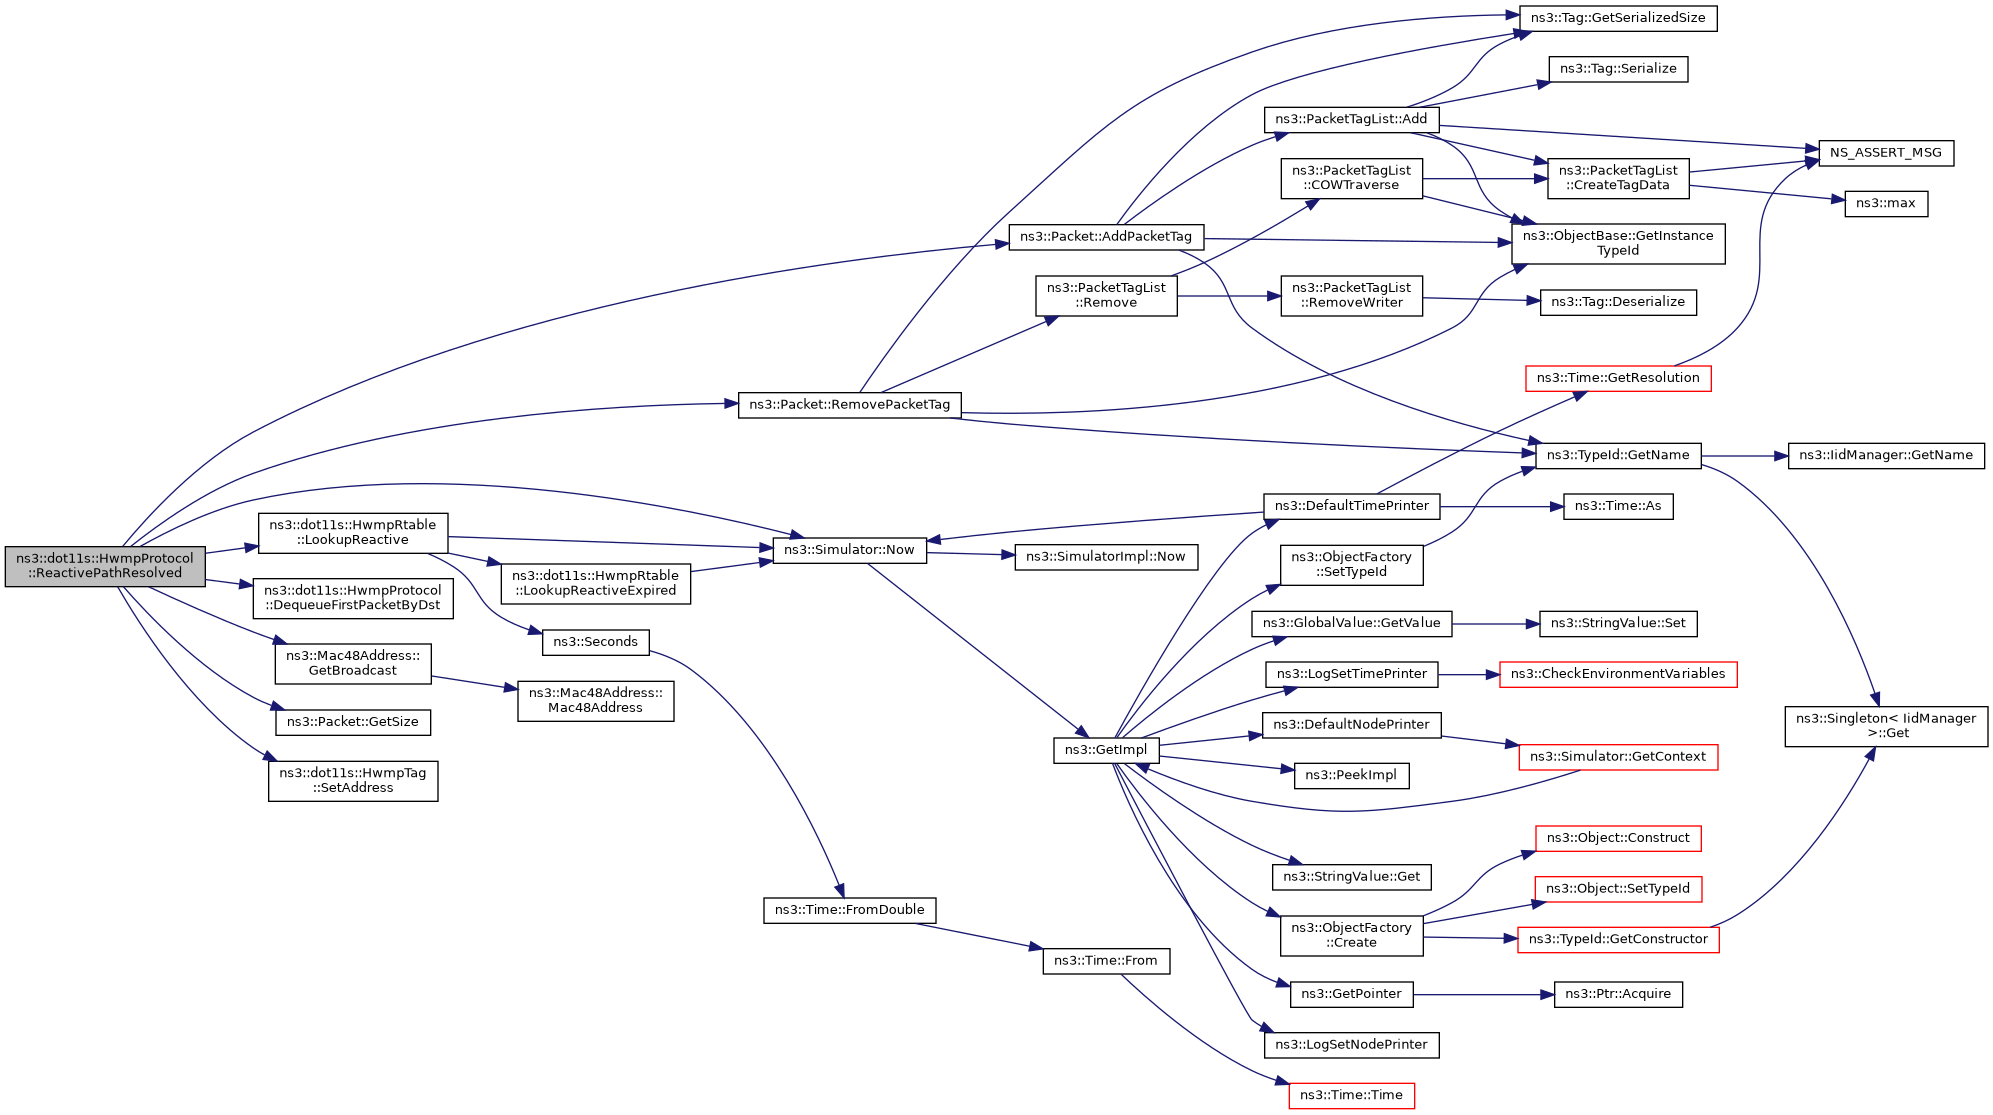 ns3::Tag::GetSerializedSize
ns3::Tag::Serialize
ns3::PacketTagList::Add
NS_ASSERT_MSG
ns3::PacketTagList
::COWTraverse
ns3::PacketTagList
::CreateTagData
ns3::max
ns3::Packet::AddPacketTag
ns3::ObjectBase::GetInstance
TypeId
ns3::PacketTagList
::Remove
ns3::PacketTagList
::RemoveWriter
ns3::Tag::Deserialize
ns3::Time::GetResolution
ns3::Packet::RemovePacketTag
ns3::TypeId::GetName
ns3::IidManager::GetName
ns3::DefaultTimePrinter
ns3::Time::As
ns3::dot11s::HwmpRtable
::LookupReactive
ns3::Simulator::Now
ns3::SimulatorImpl::Now
ns3::ObjectFactory
::SetTypeId
ns3::dot11s::HwmpProtocol
::ReactivePathResolved
ns3::dot11s::HwmpRtable
::LookupReactiveExpired
ns3::dot11s::HwmpProtocol
::DequeueFirstPacketByDst
ns3::GlobalValue::GetValue
ns3::StringValue::Set
ns3::Seconds
ns3::Mac48Address::
GetBroadcast
ns3::LogSetTimePrinter
ns3::CheckEnvironmentVariables
ns3::Mac48Address::
Mac48Address
ns3::Packet::GetSize
ns3::DefaultNodePrinter
ns3::Singleton< IidManager
>::Get
ns3::GetImpl
ns3::Simulator::GetContext
ns3::dot11s::HwmpTag
::SetAddress
ns3::PeekImpl
ns3::Object::Construct
ns3::StringValue::Get
ns3::Object::SetTypeId
ns3::Time::FromDouble
ns3::ObjectFactory
::Create
ns3::TypeId::GetConstructor
ns3::Time::From
ns3::GetPointer
ns3::Ptr::Acquire
ns3::LogSetNodePrinter
ns3::Time::Time